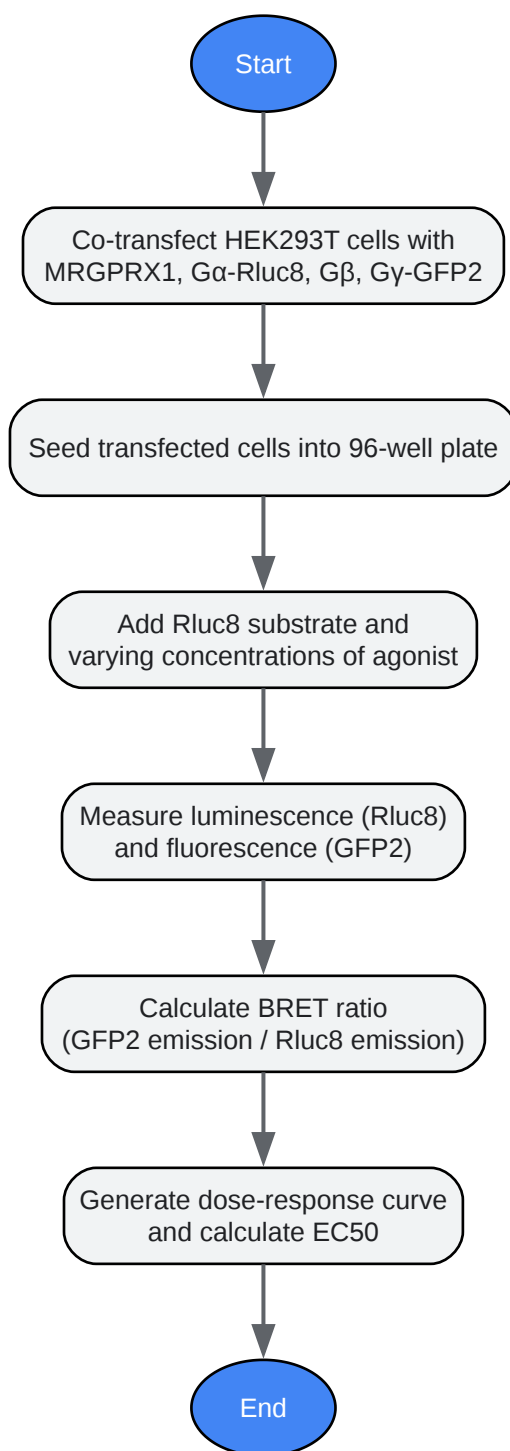 Start
Co-transfect HEK293T cells with
MRGPRX1, Gα-Rluc8, Gβ, Gγ-GFP2
Seed transfected cells into 96-well plate
Add Rluc8 substrate and
varying concentrations of agonist
Measure luminescence (Rluc8)
and fluorescence (GFP2)
Calculate BRET ratio
(GFP2 emission / Rluc8 emission)
Generate dose-response curve
and calculate EC50
End